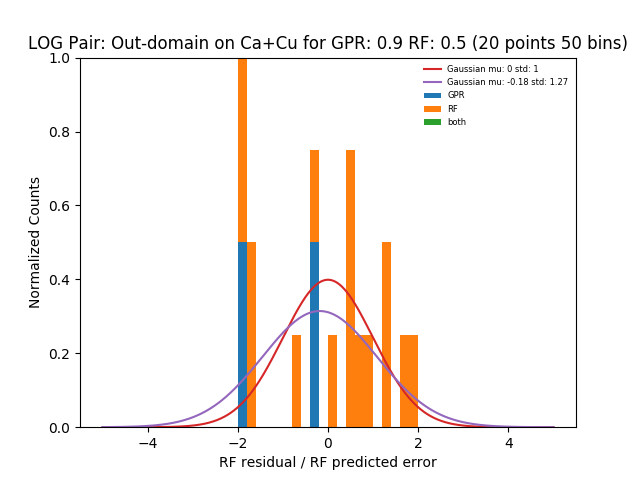 LOG Pair: Out-domain on Ca+Cu for GPR: 0.9 RF: 0.5 (20 points 50 bins)
Gaussian mu: 0 std: 1
Gaussian mu: -0.18 std: 1.27
GPR
RF
both
Normalized Counts
1.0
0.8
0.6
0.4
0.2
0.0
−4 −2 0 2 4
RF residual / RF predicted error